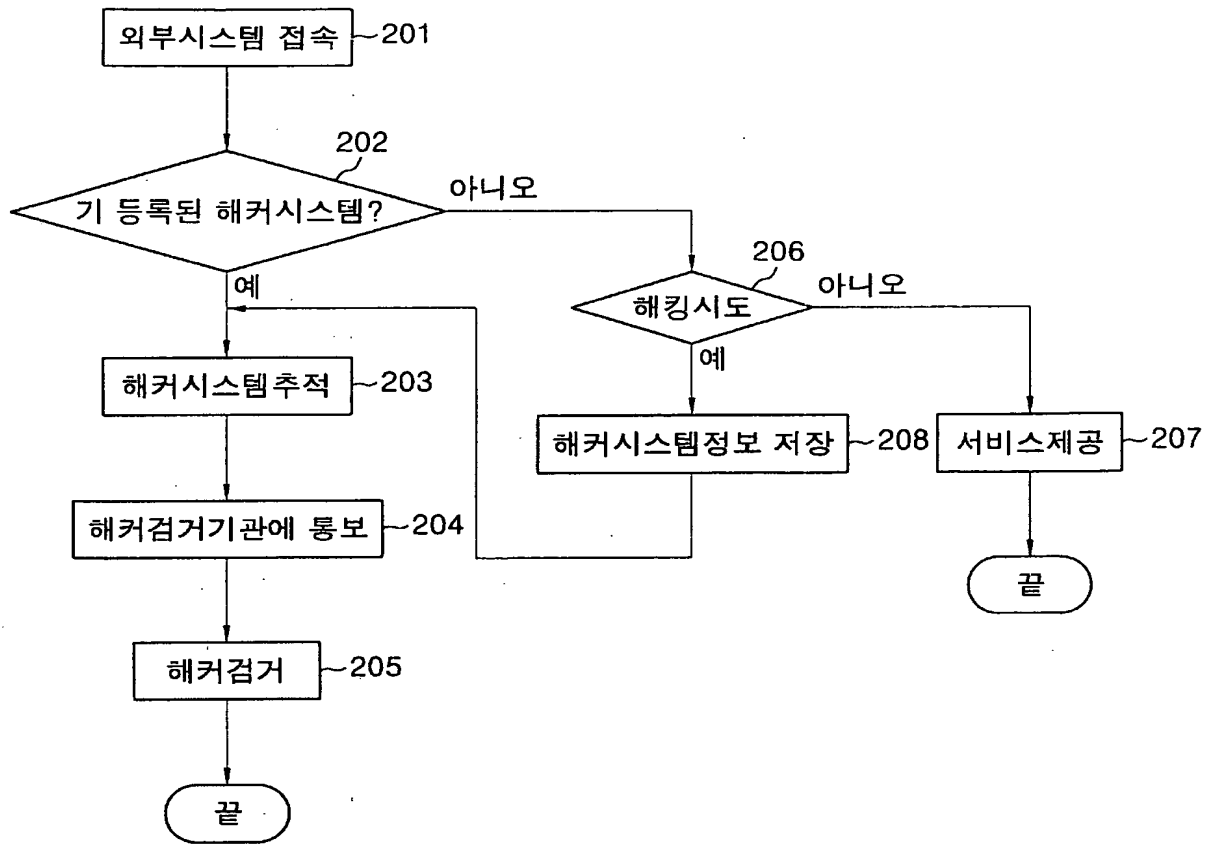 외부시스템 접속
201
202
기 등록된 해커시스템?
아니오
예
206
해킹시도
아니오
예
해커시스템추적
203
해커시스템정보 저장
208
서비스제공
207
해커검거기관에 통보
204
끝
해커검거
205
끝